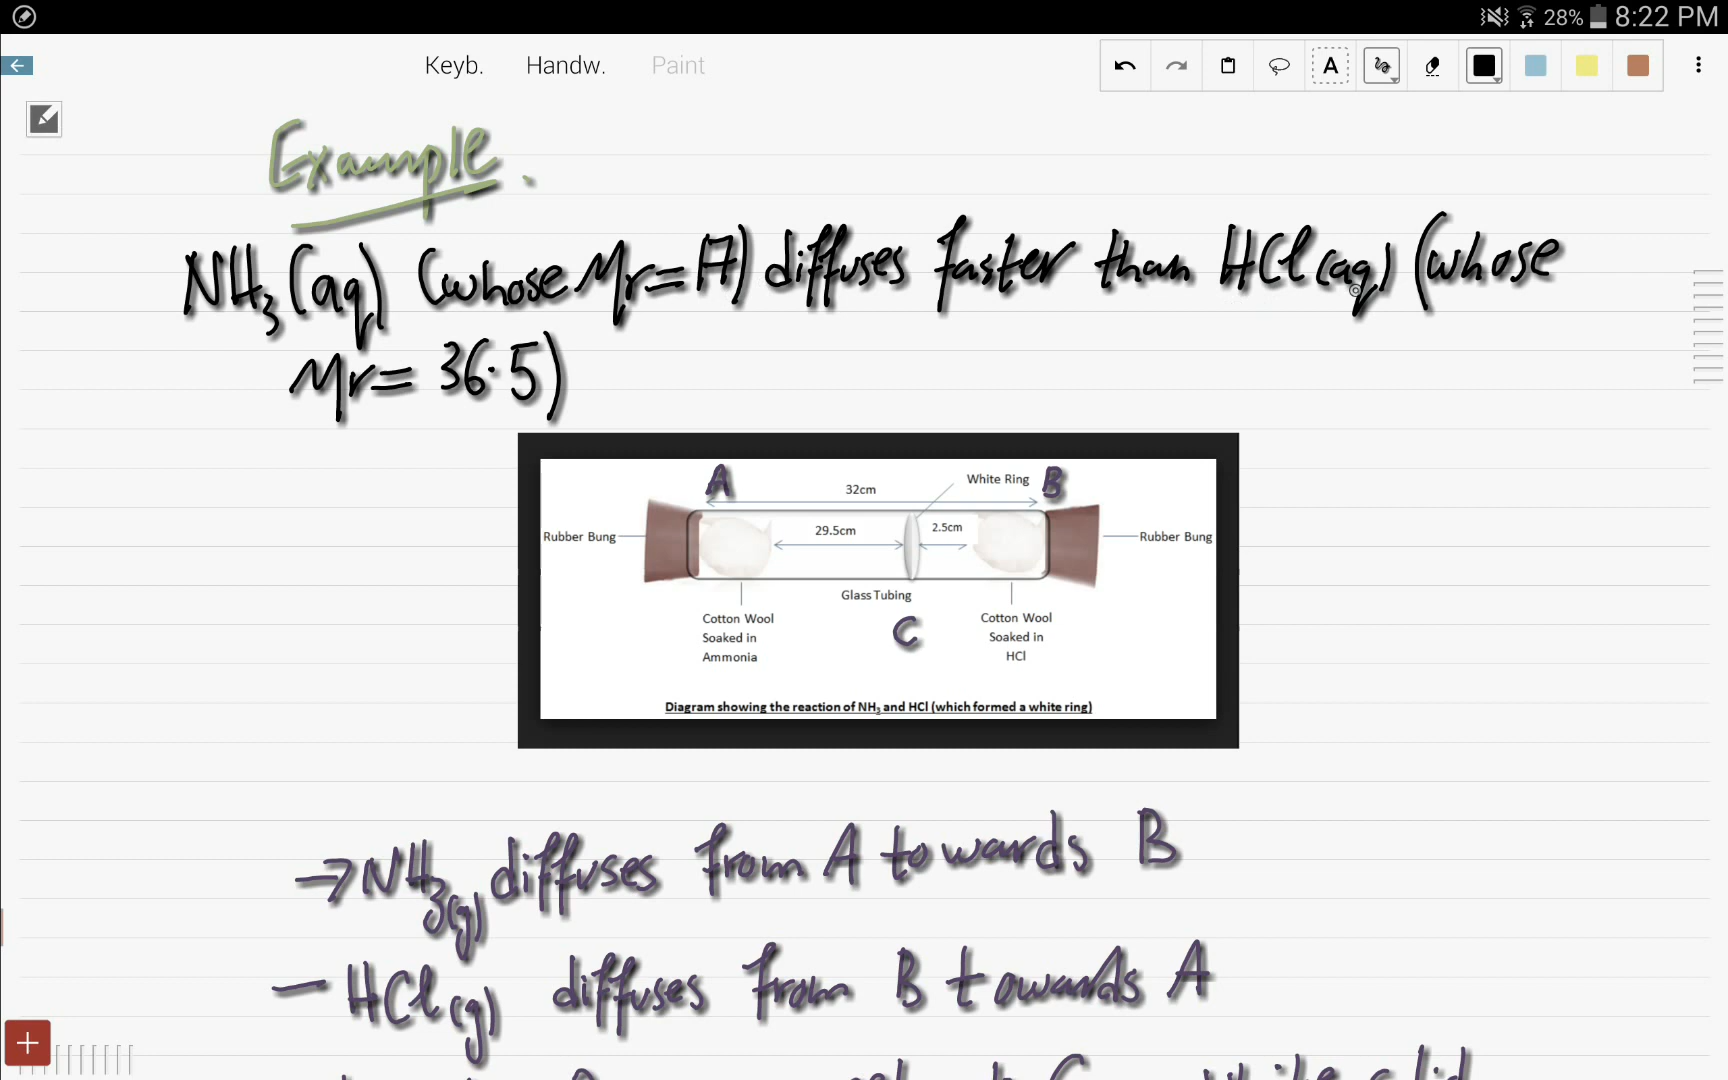 28% 8:22 PM
Keyb. Handw. Paint
A
Example.
NH3(aq) (whose Mr=17) diffuses faster than HCl(aq) (whose
Mr= 36.5)
A 32cm White Ring B
Rubber Bung 29.5cm 2.5cm Rubber Bung
Glass Tubing
Cotton Wool
Soaked in
Ammonia
C
Cotton Wool
Soaked in
HCl
Diagram showing the reaction of NH3 and HCl (which formed a white ring)
→NH3(g) diffuses from A towards B
- HCl(g) diffuses from B towards A
C white solid